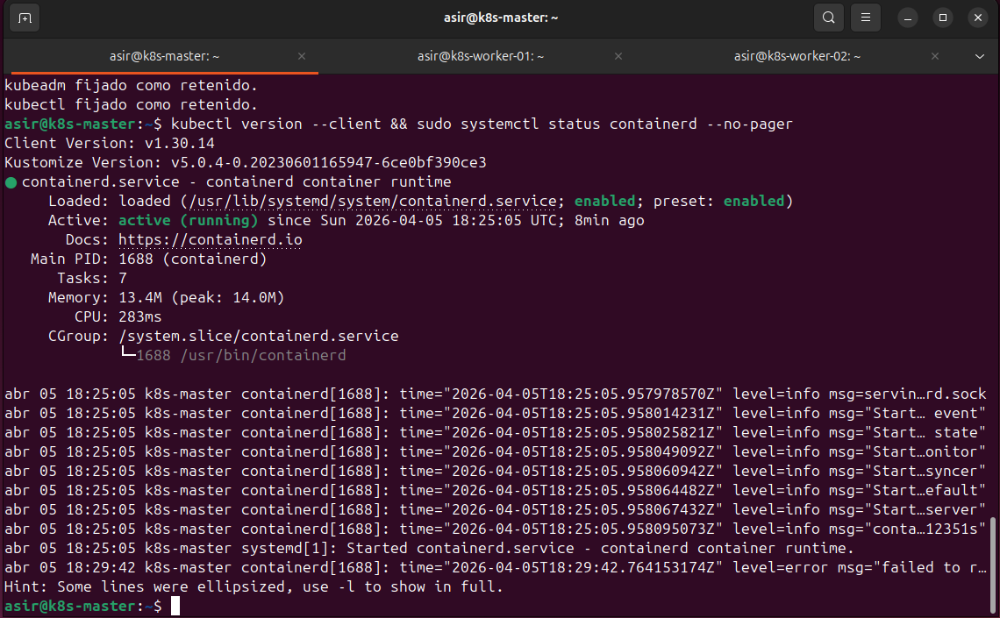 asir@k8s-master: ~
asir@k8s-master: ~
asir@k8s-worker-01: ~
asir@k8s-worker-02: ~
kubeadm fijado como retenido.
kubectl fijado como retenido.
asir@k8s-master:~$ kubectl version --client && sudo systemctl status containerd --no-pager
Client Version: v1.30.14
Kustomize Version: v5.0.4-0.20230601165947-6ce0bf390ce3
● containerd.service - containerd container runtime
     Loaded: loaded (/usr/lib/systemd/system/containerd.service; enabled; preset: enabled)
     Active: active (running) since Sun 2026-04-05 18:25:05 UTC; 8min ago
       Docs: https://containerd.io
   Main PID: 1688 (containerd)
      Tasks: 7
     Memory: 13.4M (peak: 14.0M)
        CPU: 283ms
     CGroup: /system.slice/containerd.service
             └─1688 /usr/bin/containerd
abr 05 18:25:05 k8s-master containerd[1688]: time="2026-04-05T18:25:05.957978570Z" level=info msg=servin…rd.sock
abr 05 18:25:05 k8s-master containerd[1688]: time="2026-04-05T18:25:05.958014231Z" level=info msg="Start… event"
abr 05 18:25:05 k8s-master containerd[1688]: time="2026-04-05T18:25:05.958025821Z" level=info msg="Start… state"
abr 05 18:25:05 k8s-master containerd[1688]: time="2026-04-05T18:25:05.958049092Z" level=info msg="Start…onitor"
abr 05 18:25:05 k8s-master containerd[1688]: time="2026-04-05T18:25:05.958060942Z" level=info msg="Start…syncer"
abr 05 18:25:05 k8s-master containerd[1688]: time="2026-04-05T18:25:05.958064482Z" level=info msg="Start…efault"
abr 05 18:25:05 k8s-master containerd[1688]: time="2026-04-05T18:25:05.958067432Z" level=info msg="Start…server"
abr 05 18:25:05 k8s-master containerd[1688]: time="2026-04-05T18:25:05.958095073Z" level=info msg="conta…12351s"
abr 05 18:25:05 k8s-master systemd[1]: Started containerd.service - containerd container runtime.
abr 05 18:29:42 k8s-master containerd[1688]: time="2026-04-05T18:29:42.764153174Z" level=error msg="failed to r…
Hint: Some lines were ellipsized, use -l to show in full.
asir@k8s-master:~$